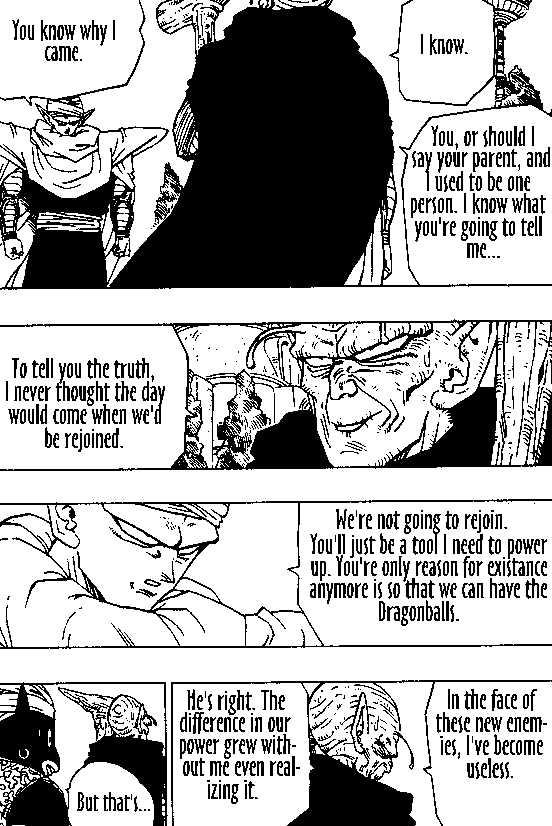 You know why I
came.
I know.
You, or should I
say your parent, and
I used to be one
person. I know what
you're going to tell
me...
To tell you the truth,
I never thought the day
would come when we'd
be rejoined.
We're not going to rejoin.
You'll just be a tool I need to power
up. You're only reason for existance
anymore is so that we can have the
Dragonballs.
But that's...
He's right. The
difference in our
power grew with-
out me even real-
izing it.
In the face of
these new enem-
ies, I've become
useless.